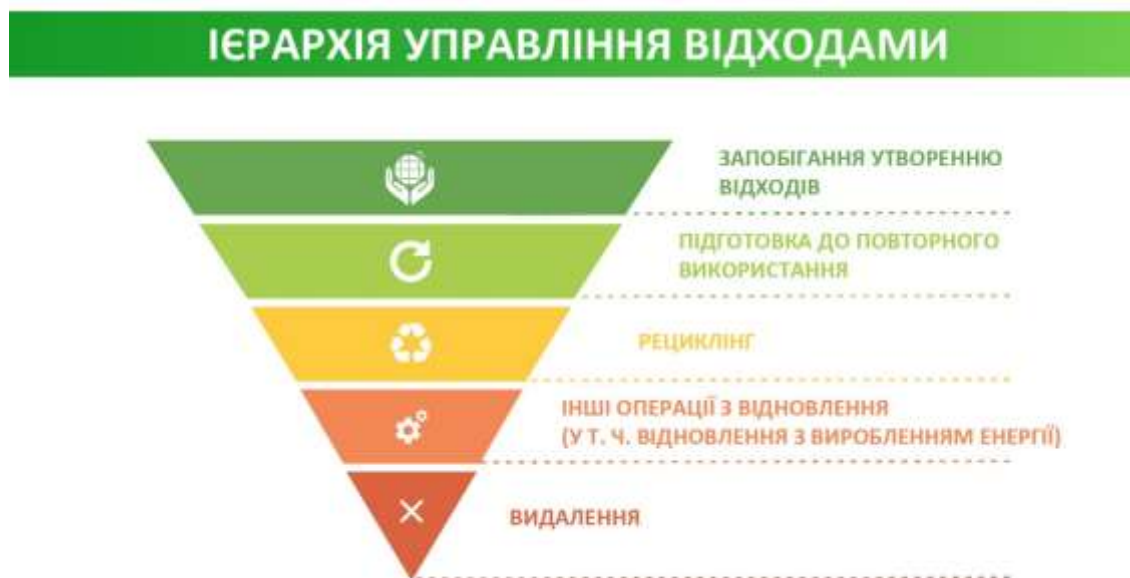 ІЄРАРХІЯ УПРАВЛІННЯ ВІДХОДАМИ
ЗАПОБІГАННЯ УТВОРЕННЮ
ВІДХОДІВ
ПІДГОТОВКА ДО ПОВТОРНОГО
ВИКОРИСТАННЯ
РЕЦИКЛІНГ
ІНШІ ОПЕРАЦІЇ З ВІДНОВЛЕННЯ
(У Т. Ч. ВІДНОВЛЕННЯ З ВИРОБЛЕННЯМ ЕНЕРГІЇ)
ВИДАЛЕННЯ